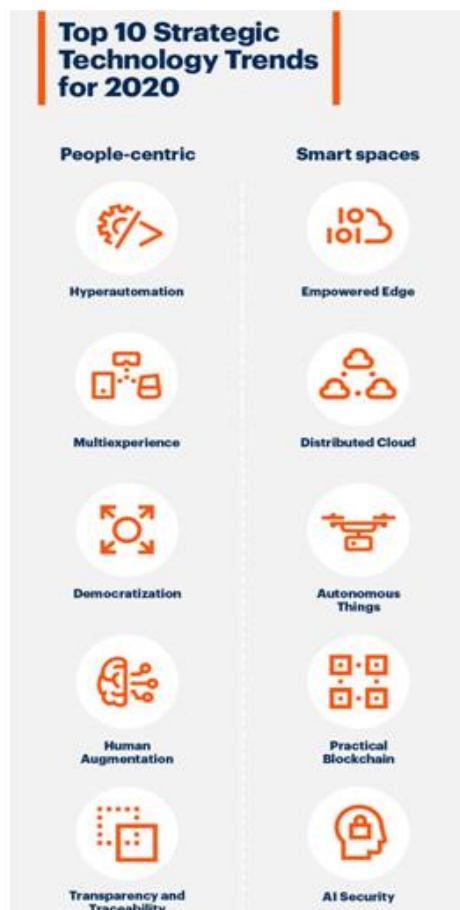 Top 10 Strategic
Technology Trends
for 2020
People-centric
Smart spaces
Hyperautomation
Empowered Edge
Multiexperience
Distributed Cloud
Democratization
Autonomous
Things
Human
Augmentation
Practical
Blockchain
Transparency and
Traceability
AI Security